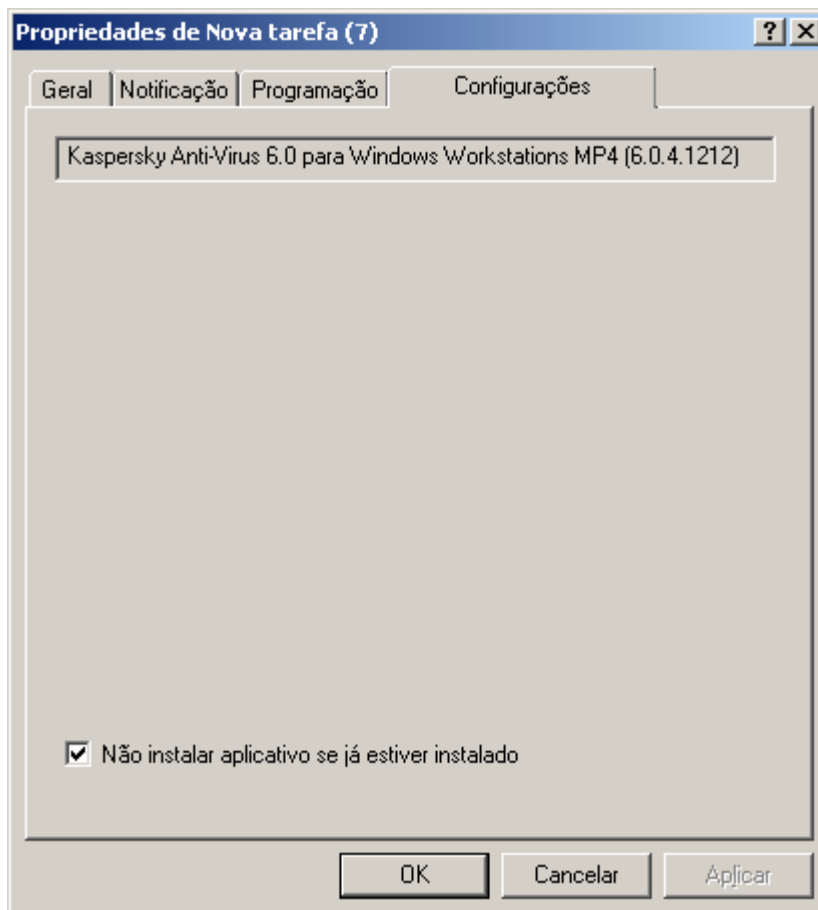 Propriedades de Nova tarefa (7)
Geral Notificação Programação Configurações
Kaspersky Anti-Virus 6.0 para Windows Workstations MP4 (6.0.4.1212)
Não instalar aplicativo se já estiver instalado
OK Cancelar Aplicar